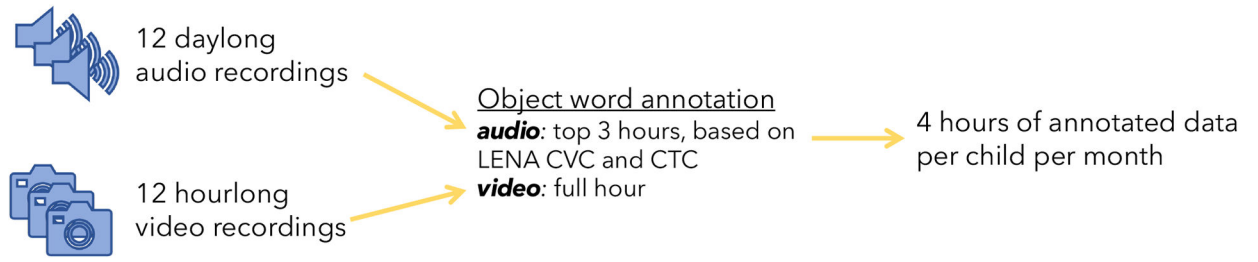 12 daylong
audio recordings
Object word annotation
audio: top 3 hours, based on
LENA CVC and CTC
video: full hour
4 hours of annotated data
per child per month
12 hourlong
video recordings